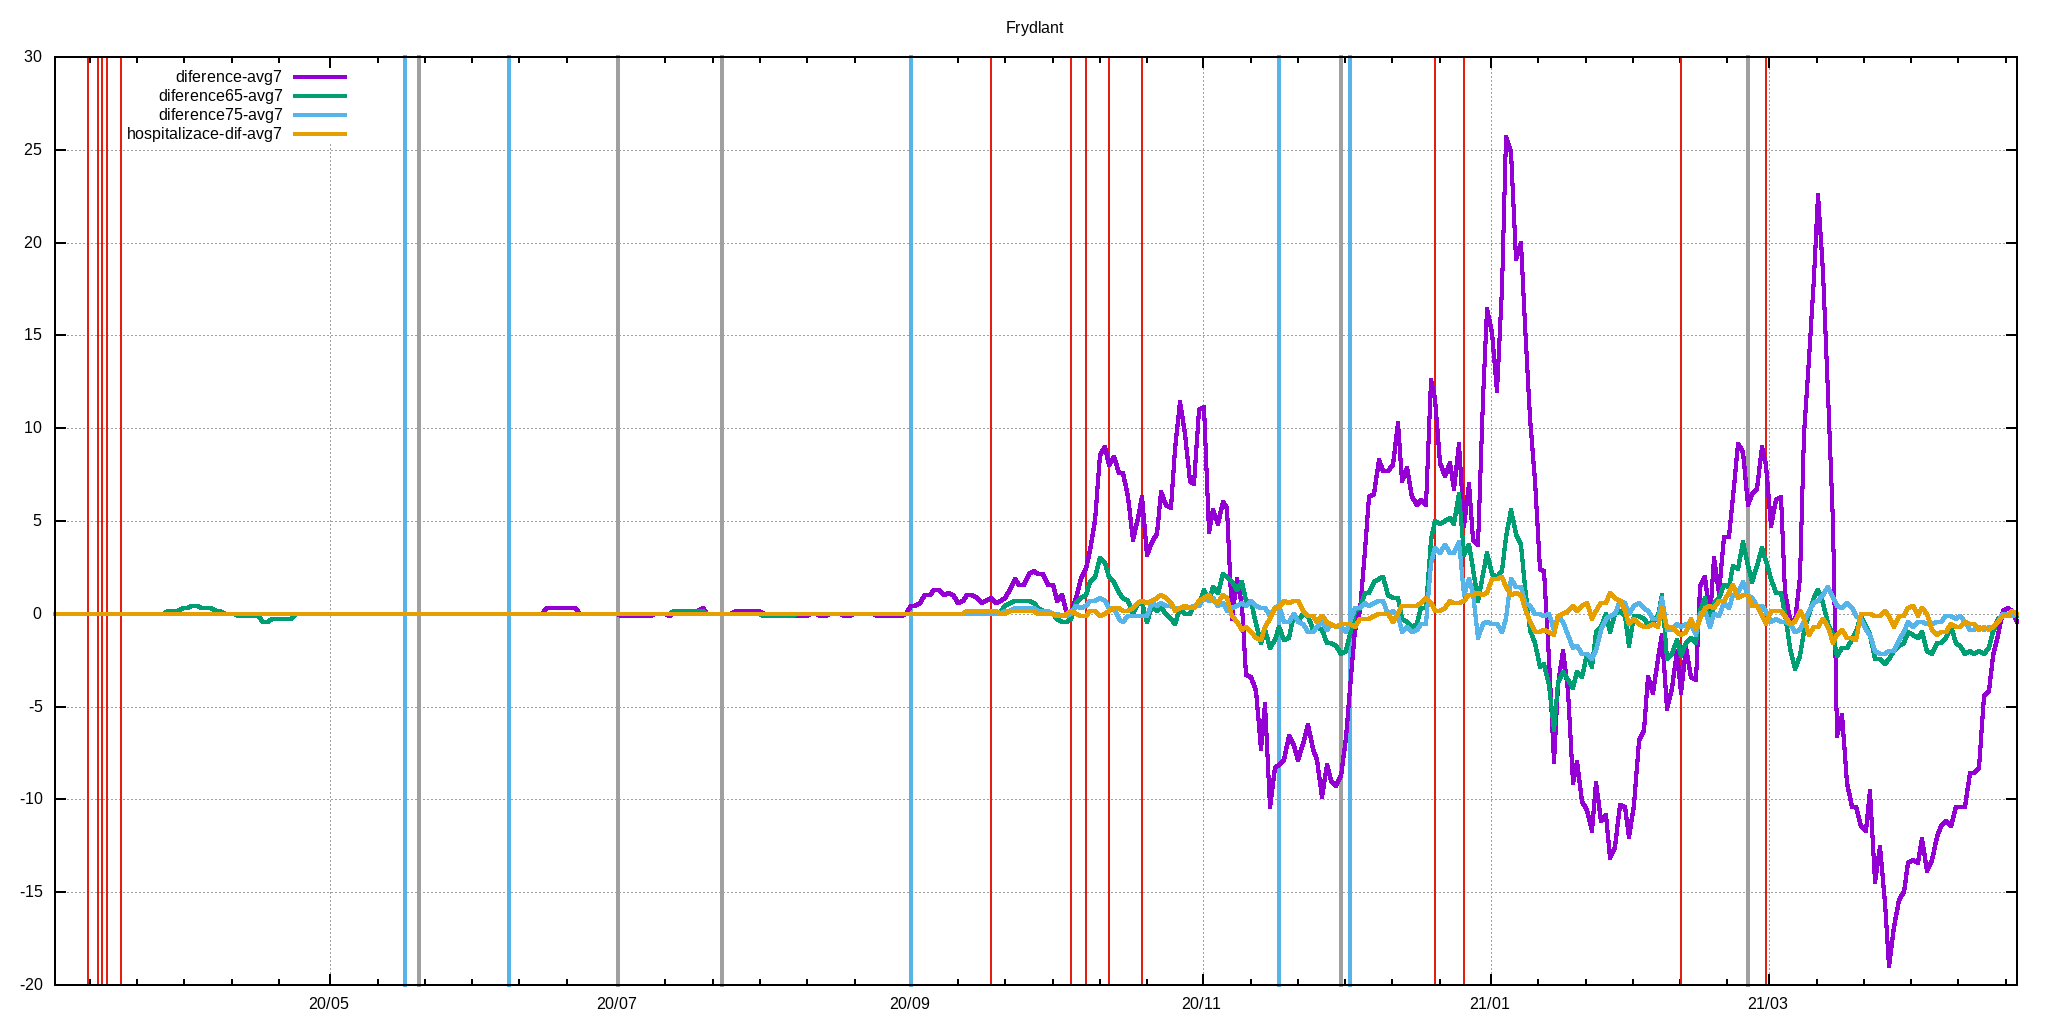 Frydlant
30
diference-avg7
diference65-avg7
diference75-avg7
hospitalizace-dif-avg7
25
20
15
10
5
0
-5
-10
-15
-20
20/05 20/07 20/09 20/11 21/01 21/03